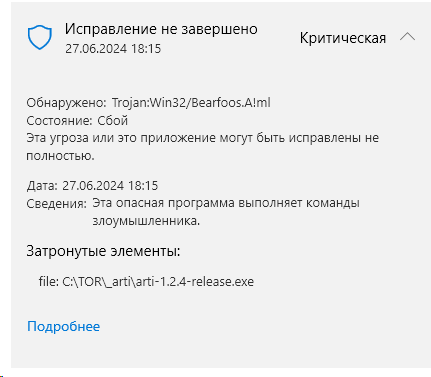 Исправление не завершено
27.06.2024 18:15
Критическая
Обнаружено: Trojan:Win32/Bearfoos.A!ml
Состояние: Сбой
Эта угроза или это приложение могут быть исправлены не
полностью.
Дата: 27.06.2024 18:15
Сведения: Эта опасная программа выполняет команды
злоумышленника.
Затронутые элементы:
file: C:\TOR\_arti\arti-1.2.4-release.exe
Подробнее